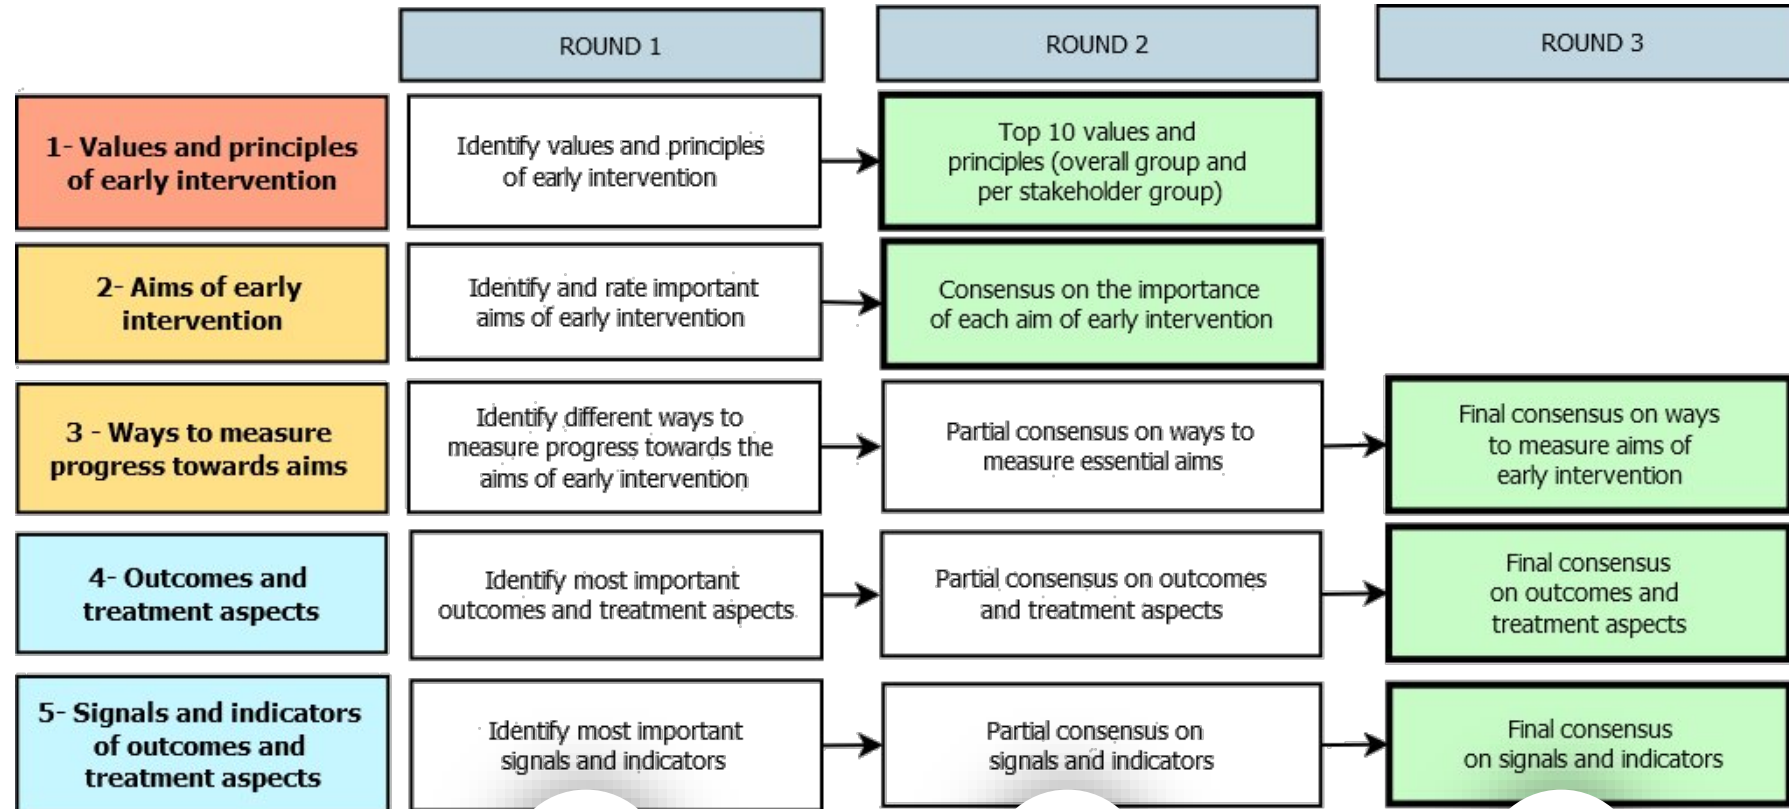 ROUND 1
ROUND 2
ROUND 3
1- Values and principles
of early intervention
Identify values and principles
of early intervention
Top 10 values and
principles (overall group and
per stakeholder group)
2- Aims of early
intervention
Identify and rate important
aims of early intervention
Consensus on the importance
of each aim of early intervention
3 - Ways to measure
progress towards aims
Identify different ways to
measure progress towards the
aims of early intervention
Partial consensus on ways to
measure essential aims
Final consensus on ways
to measure aims of
early intervention
4- Outcomes and
treatment aspects
Identify most important
outcomes and treatment aspects
Partial consensus on outcomes
and treatment aspects
Final consensus
on outcomes and
treatment aspects
5- Signals and indicators
of outcomes and
treatment aspects
Identify most important
signals and indicators
Partial consensus on
signals and indicators
Final consensus
on signals and indicators